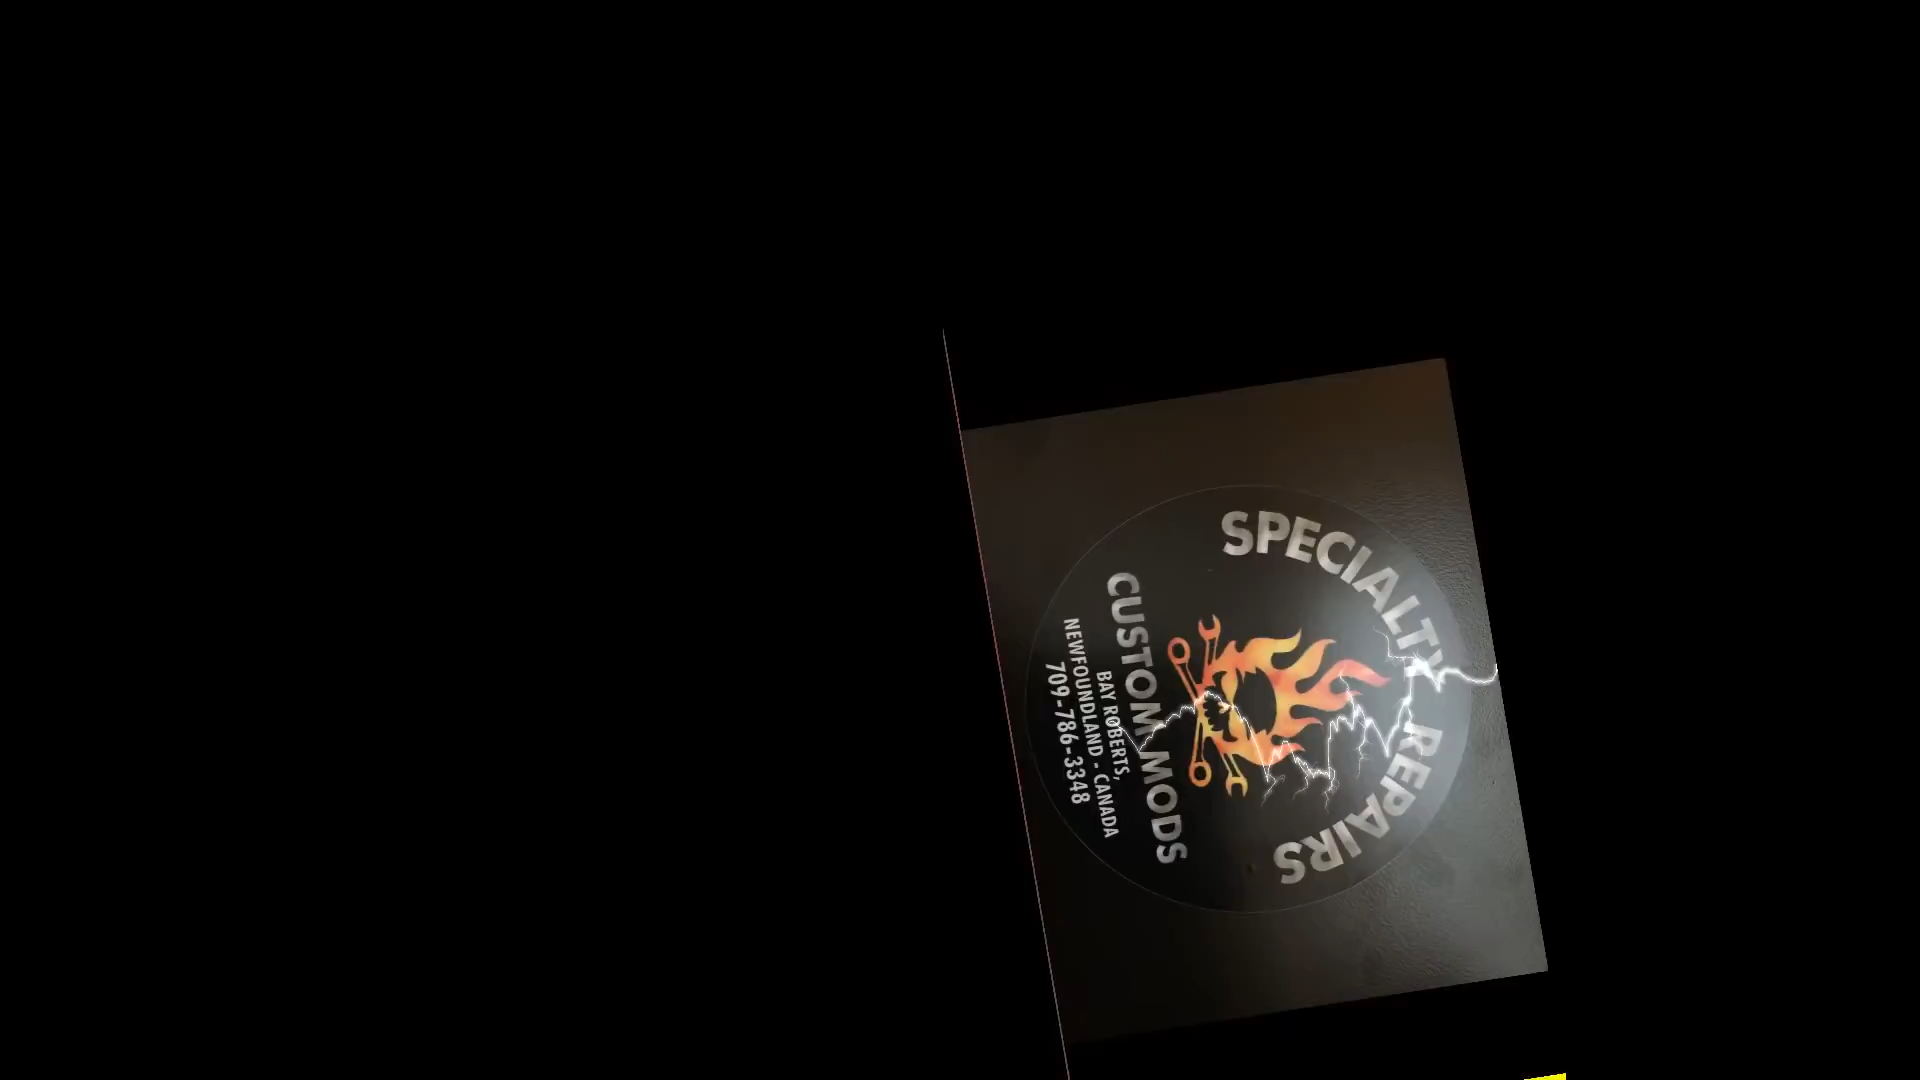 SPECIALTY REPAIRS
CUSTOM MODS
BAY ROBERTS,
NEWFOUNDLAND - CANADA
709-786-3348